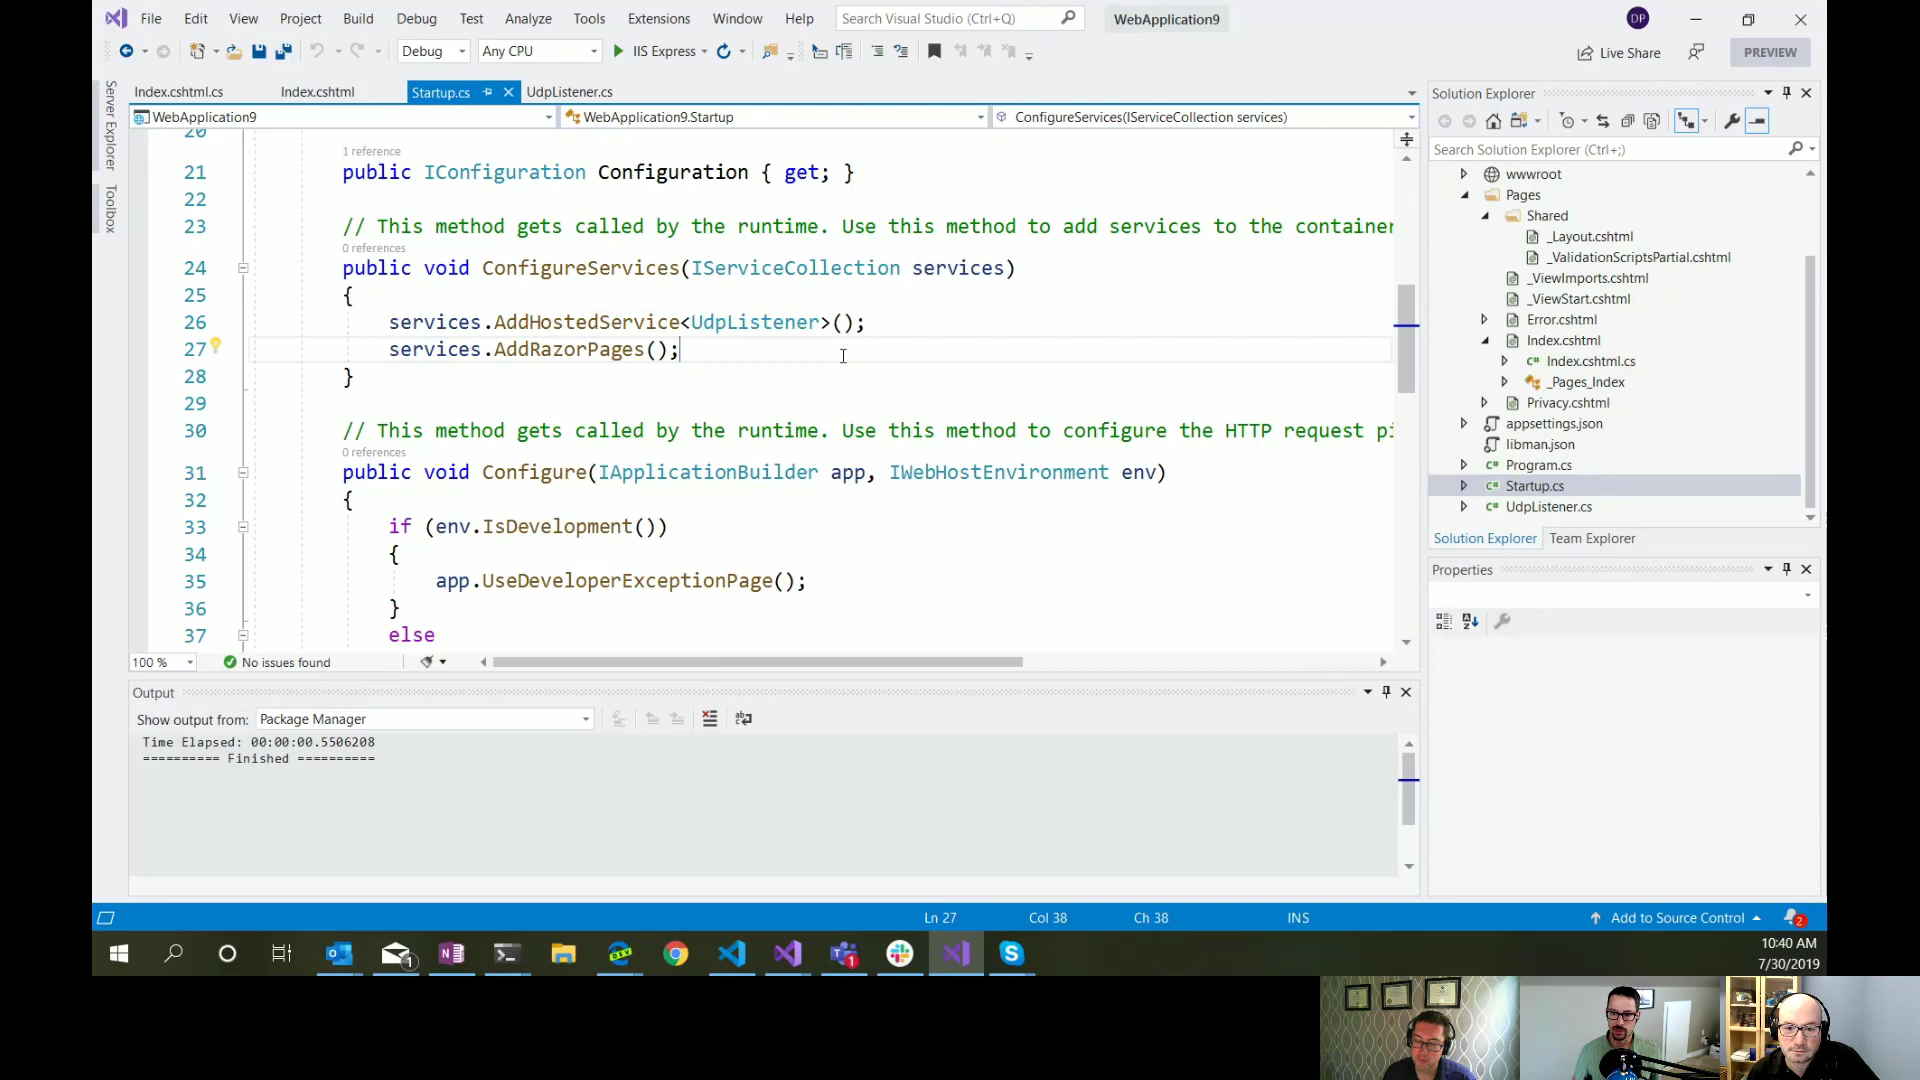 File Edit View Project Build Debug Test Analyze Tools Extensions Window Help Search Visual Studio (Ctrl+Q) WebApplication9 DP
Debug Any CPU IIS Express Live Share PREVIEW
Server Explorer
Toolbox
Index.cshtml.cs Index.cshtml Startup.cs UdpListener.cs
WebApplication9 WebApplication9.Startup ConfigureServices(IServiceCollection services)
20
1 reference
21 public IConfiguration Configuration { get; }
22
23 // This method gets called by the runtime. Use this method to add services to the container
0 references
24 public void ConfigureServices(IServiceCollection services)
25 {
26 services.AddHostedService<UdpListener>();
27 services.AddRazorPages();
28 }
29
30 // This method gets called by the runtime. Use this method to configure the HTTP request pi
0 references
31 public void Configure(IApplicationBuilder app, IWebHostEnvironment env)
32 {
33 if (env.IsDevelopment())
34 {
35 app.UseDeveloperExceptionPage();
36 }
37 else
100 % No issues found
Output
Show output from: Package Manager
Time Elapsed: 00:00:00.5506208
========== Finished ==========
Solution Explorer
Search Solution Explorer (Ctrl+;)
wwwroot
Pages
Shared
_Layout.cshtml
_ValidationScriptsPartial.cshtml
_ViewImports.cshtml
_ViewStart.cshtml
Error.cshtml
Index.cshtml
C# Index.cshtml.cs
_Pages_Index
Privacy.cshtml
appsettings.json
libman.json
C# Program.cs
C# Startup.cs
C# UdpListener.cs
Solution Explorer Team Explorer
Properties
Ln 27 Col 38 Ch 38 INS Add to Source Control 2
10:40 AM
7/30/2019